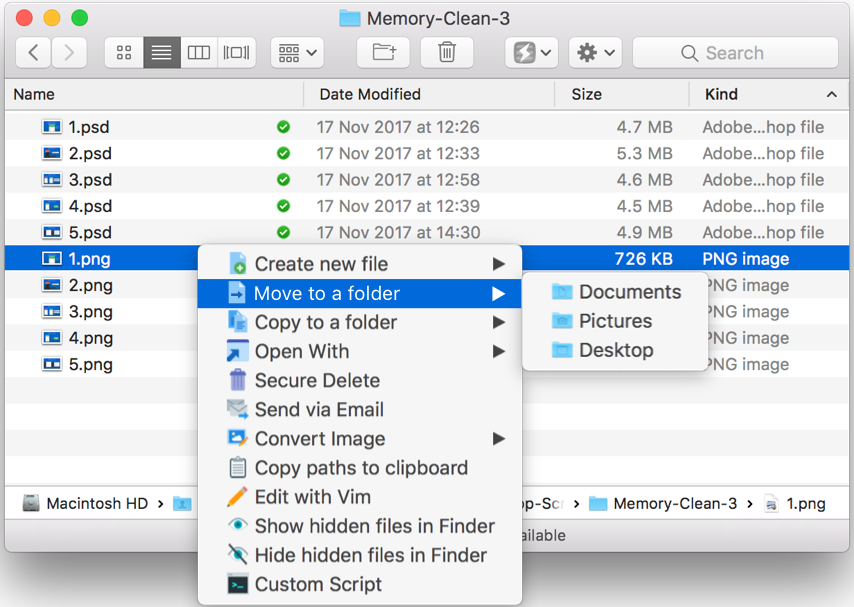 Memory-Clean-3
Search
Name Date Modified Size Kind
1.psd 17 Nov 2017 at 12:26 4.7 MB Adobe...hop file
2.psd 17 Nov 2017 at 12:33 5.3 MB Adobe...hop file
3.psd 17 Nov 2017 at 12:58 4.6 MB Adobe...hop file
4.psd 17 Nov 2017 at 12:39 4.5 MB Adobe...hop file
5.psd 17 Nov 2017 at 14:30 4.9 MB Adobe...hop file
1.png 726 KB PNG image
2.png PNG image
3.png PNG image
4.png PNG image
5.png PNG image
Create new file
Move to a folder
Copy to a folder
Open With
Secure Delete
Send via Email
Convert Image
Copy paths to clipboard
Edit with Vim
Show hidden files in Finder
Hide hidden files in Finder
Custom Script
Documents
Pictures
Desktop
Macintosh HD › › Memory-Clean-3 › 1.png